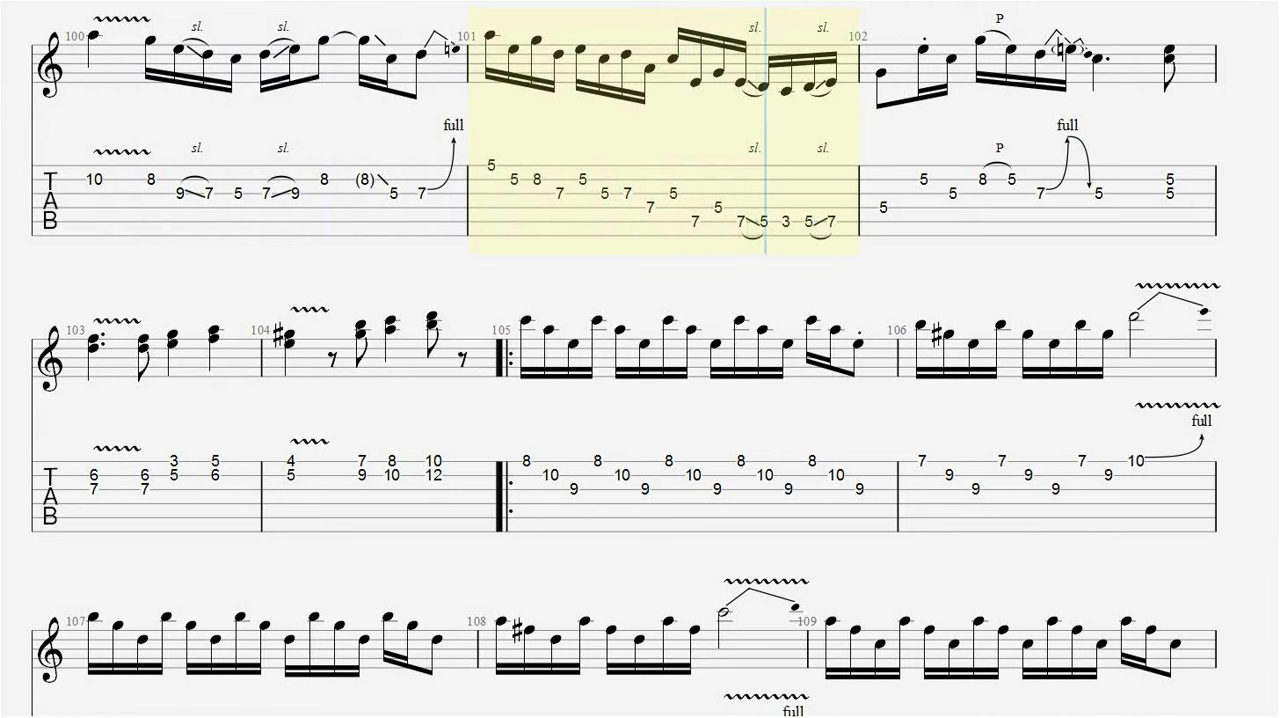 100 sl. sl. 101 sl. sl. 102 P
full full
sl. sl. sl. sl. P
T A B
5
10 8 8 (8) 5 8 5 5 8 5 5
9 7 5 7 9 5 7 7 5 7 5 5 7 5 5
7 5 5
7 7 5 3 5 7
103 104 105 106
full
T A B
3 5 4 7 8 10 8 8 8 8 8 7 7 7 10
6 6 5 6 5 9 10 12 10 10 10 10 10 9 9 9
7 7 9 9 9 9 9 9 9
107 108 109
full